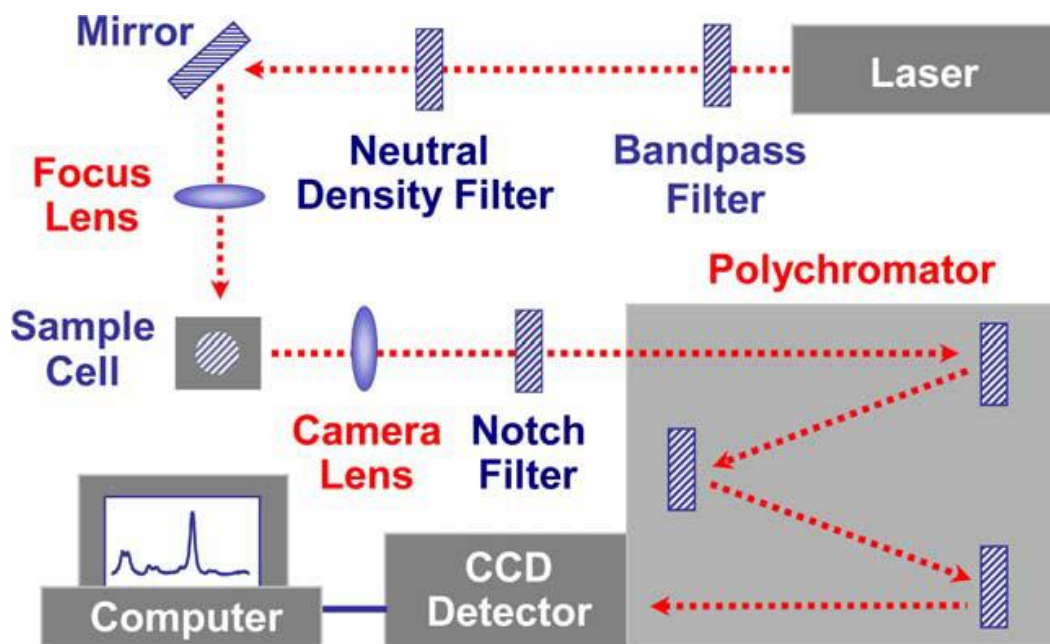 Mirror
Laser
Neutral
Density Filter
Bandpass
Filter
Focus
Lens
Polychromator
Sample
Cell
Camera
Lens
Notch
Filter
CCD
Detector
Computer